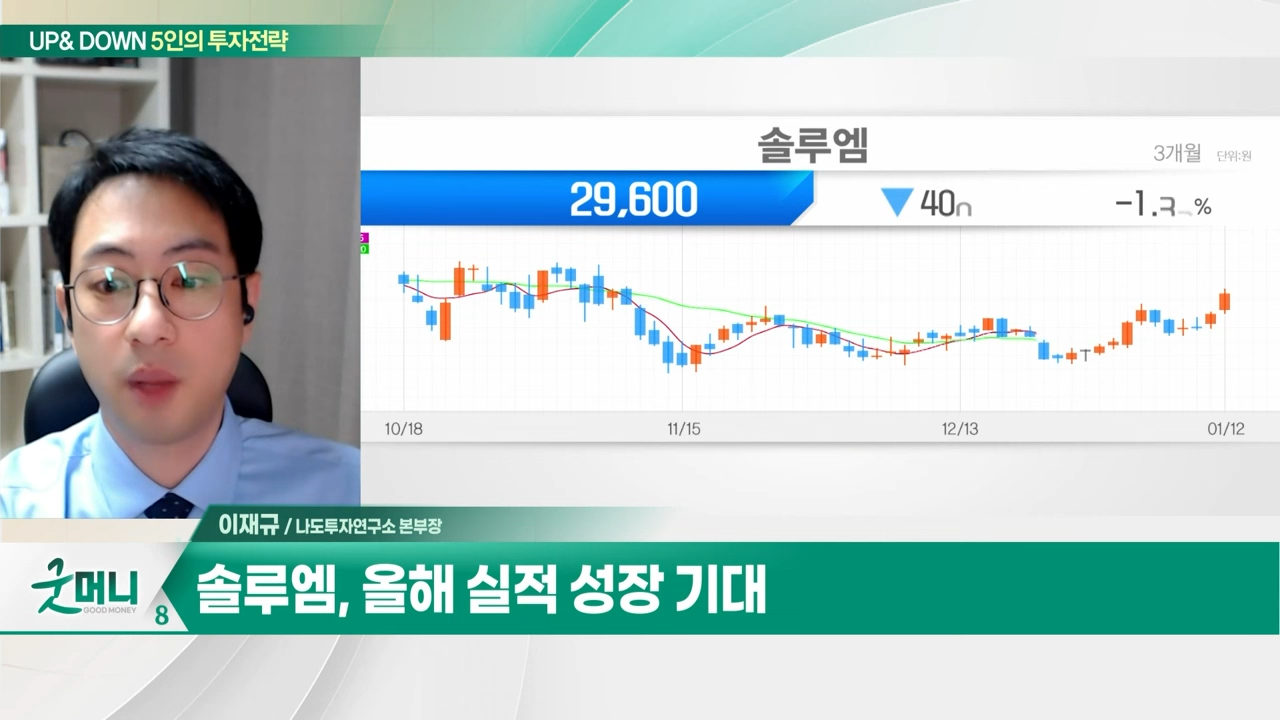 UP& DOWN 5인의 투자전략
솔루엠
3개월 단위:원
29,600
▼40
%
10/18 11/15 12/13 01/12
이재규 / 나도투자연구소 본부장
굿머니
GOOD MONEY
8
솔루엠, 올해 실적 성장 기대